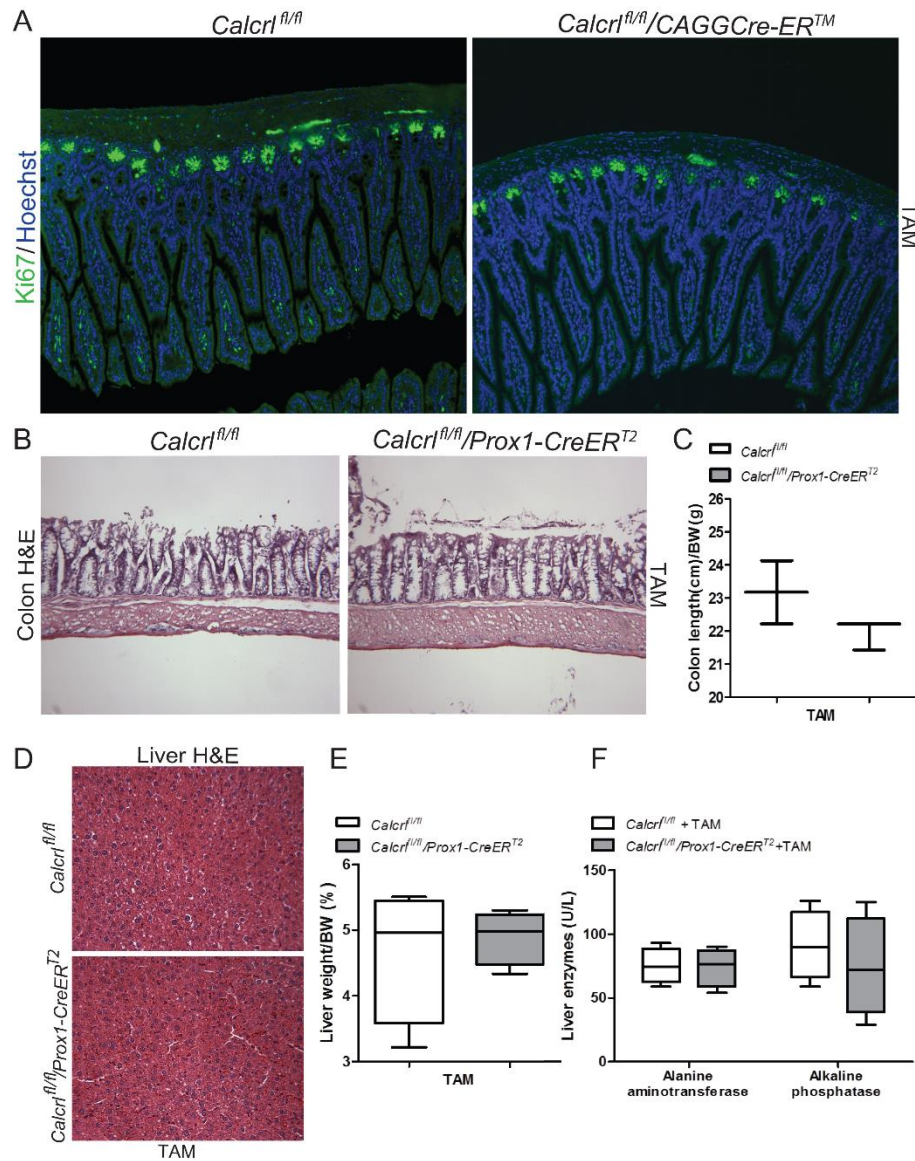 A
Calcrl fl/fl
Calcrl fl/fl/CAGGCre-ER TM
Ki67/Hoechst
TAM
B
Calcrl fl/fl
Calcrl fl/fl/Prox1-CreER T2
Colon H&E
TAM
C
Calcrl fl/fl
Calcrl fl/fl/Prox1-CreER T2
Colon length(cm)/BW(g)
26
25
24
23
22
21
20
TAM
D
Liver H&E
Calcrl fl/fl
Calcrl fl/fl/Prox1-CreER T2
TAM
E
Calcrl fl/fl
Calcrl fl/fl/Prox1-CreER T2
Liver weight/BW (%)
6
5
4
3
TAM
F
Calcrl fl/fl + TAM
Calcrl fl/fl/Prox1-CreER T2+TAM
Liver enzymes (U/L)
150
100
50
0
Alanine
aminotransferase
Alkaline
phosphatase